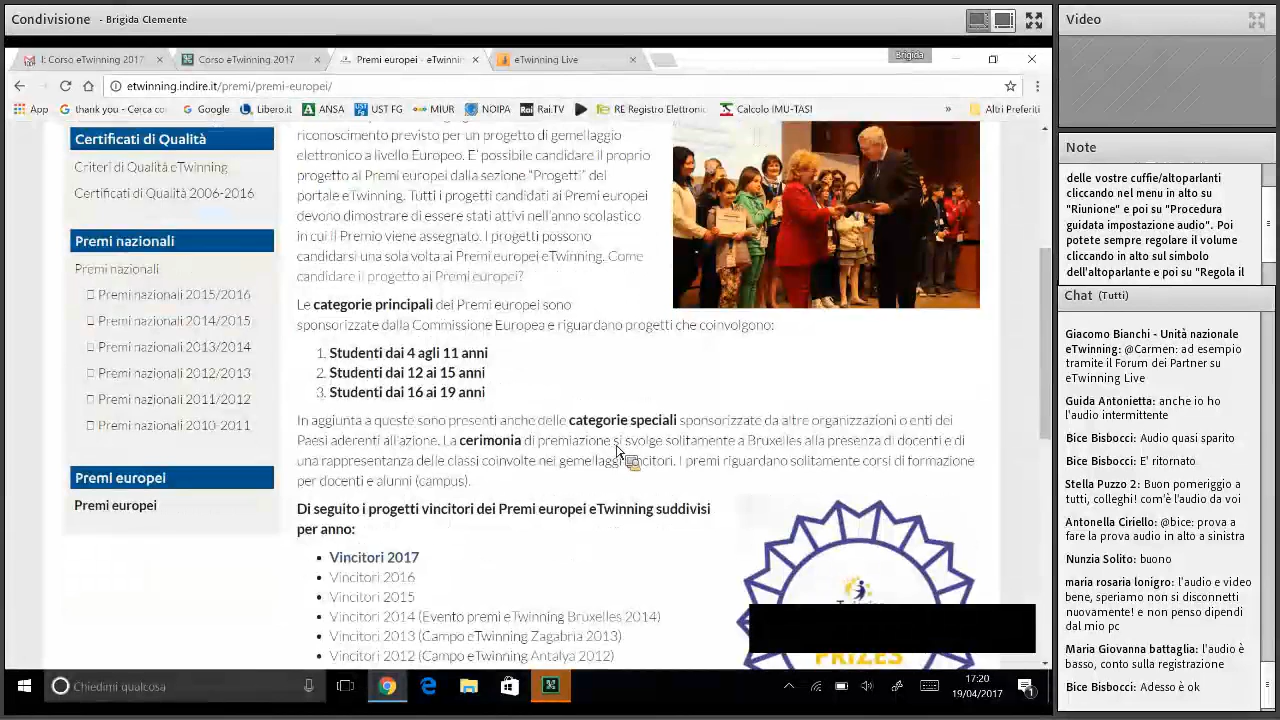 Condivisione - Brigida Clemente
I: Corso eTwinning 2017
Corso eTwinning 2017
Premi europei - eTwinnin
eTwinning Live
Brigida
etwinning.indire.it/premi/premi-europei/
App
thank you - Cerca co
Google
Libero.it
ANSA
UST FG
MIUR
NOIPA
Rai.TV
RE Registro Elettronic
Calcolo IMU-TASI
»
Altri Preferiti
Certificati di Qualità
Criteri di Qualità eTwinning
Certificati di Qualità 2006-2016
Premi nazionali
Premi nazionali
Premi nazionali 2015/2016
Premi nazionali 2014/2015
Premi nazionali 2013/2014
Premi nazionali 2012/2013
Premi nazionali 2011/2012
Premi nazionali 2010-2011
Premi europei
Premi europei
riconoscimento previsto per un progetto di gemellaggio
elettronico a livello Europeo. E' possibile candidare il proprio
progetto ai Premi europei dalla sezione "Progetti" del
portale eTwinning. Tutti i progetti candidati ai Premi europei
devono dimostrare di essere stati attivi nell'anno scolastico
in cui il Premio viene assegnato. I progetti possono
candidarsi una sola volta ai Premi europei eTwinning. Come
candidare il progetto ai Premi europei?
Le categorie principali dei Premi europei sono
sponsorizzate dalla Commissione Europea e riguardano progetti che coinvolgono:
1. Studenti dai 4 agli 11 anni
2. Studenti dai 12 ai 15 anni
3. Studenti dai 16 ai 19 anni
In aggiunta a queste sono presenti anche delle categorie speciali sponsorizzate da altre organizzazioni o enti dei
Paesi aderenti all'azione. La cerimonia di premiazione si svolge solitamente a Bruxelles alla presenza di docenti e di
una rappresentanza delle classi coinvolte nei gemellaggi vincitori. I premi riguardano solitamente corsi di formazione
per docenti e alunni (campus).
Di seguito i progetti vincitori dei Premi europei eTwinning suddivisi
per anno:
Vincitori 2017
Vincitori 2016
Vincitori 2015
Vincitori 2014 (Evento premi eTwinning Bruxelles 2014)
Vincitori 2013 (Campo eTwinning Zagabria 2013)
Vincitori 2012 (Campo eTwinning Antalya 2012)
PRIZES
Chiedimi qualcosa
17:20
19/04/2017
1
Video
Note
delle vostre cuffie/altoparlanti
cliccando nel menu in alto su
"Riunione" e poi su "Procedura
guidata impostazione audio". Poi
potete sempre regolare il volume
cliccando in alto sul simbolo
dell'altoparlante e poi su "Regola il
Chat (Tutti)
Giacomo Bianchi - Unità nazionale
eTwinning: @Carmen: ad esempio
tramite il Forum dei Partner su
eTwinning Live
Guida Antonietta: anche io ho
l'audio intermittente
Bice Bisbocci: Audio quasi sparito
Bice Bisbocci: E' ritornato
Stella Puzzo 2: Buon pomeriggio a
tutti, colleghi! com'è l'audio da voi
Antonella Ciriello: @bice: prova a
fare la prova audio in alto a sinistra
Nunzia Solito: buono
maria rosaria lonigro: l'audio e video
bene, speriamo non si disconnetti
nuovamente! e non penso dipendi
dal mio pc
Maria Giovanna battaglia: l'audio è
basso, conto sulla registrazione
Bice Bisbocci: Adesso è ok